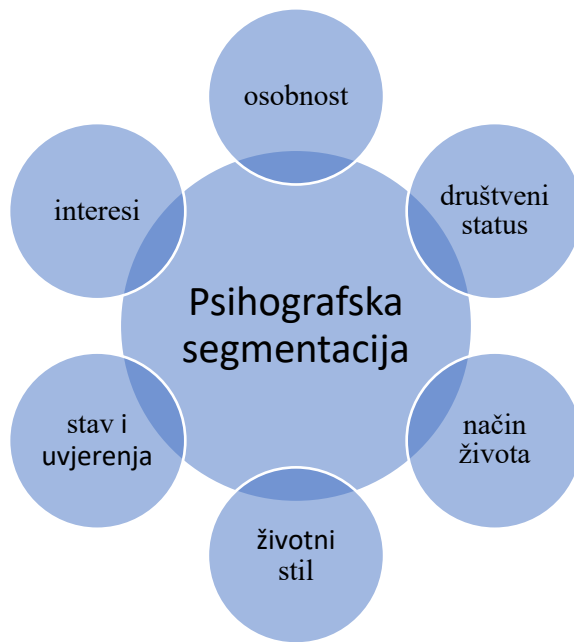 osobnost
društveni
status
način
života
životni
stil
stav i
uvjerenja
interesi
Psihografska
segmentacija